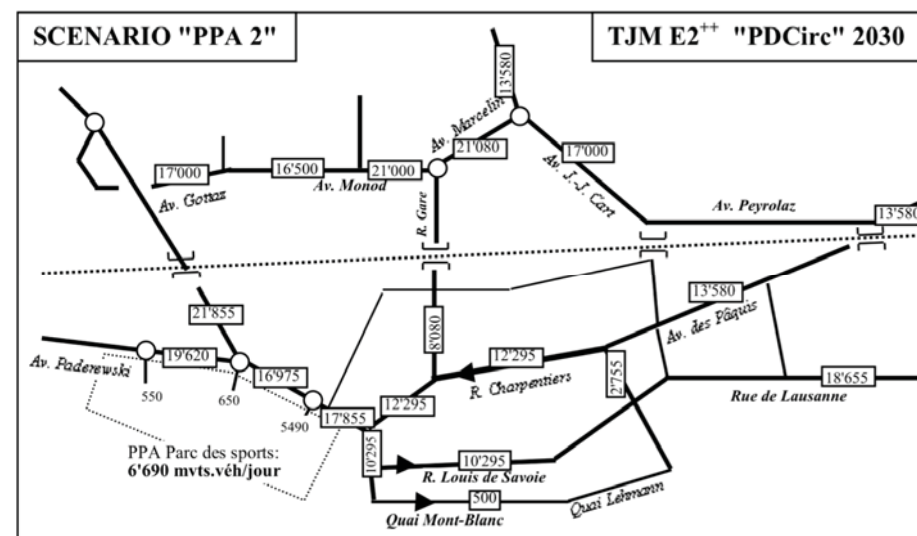 SCENARIO "PPA 2"
TJM E2++ "PDCirc" 2030
13'580
Av. Marcelin
21'080
17'000
Av. J.-J. Cart
17'000
Av. Gonaz
16'500
Av. Monod
21'000
R. Gare
Av. Peyrolaz
13'580
21'855
8'080
13'580
Av. des Pâquis
Av. Paderewski
19'620
16'975
12'295
R. Charpentiers
2'755
18'655
Rue de Lausanne
550
650
5490
17'855
12'295
PPA Parc des sports:
6'690 mvts.véh/jour
10'295
10'295
R. Louis de Savoie
500
Quai Mont-Blanc
Quai Lehmann